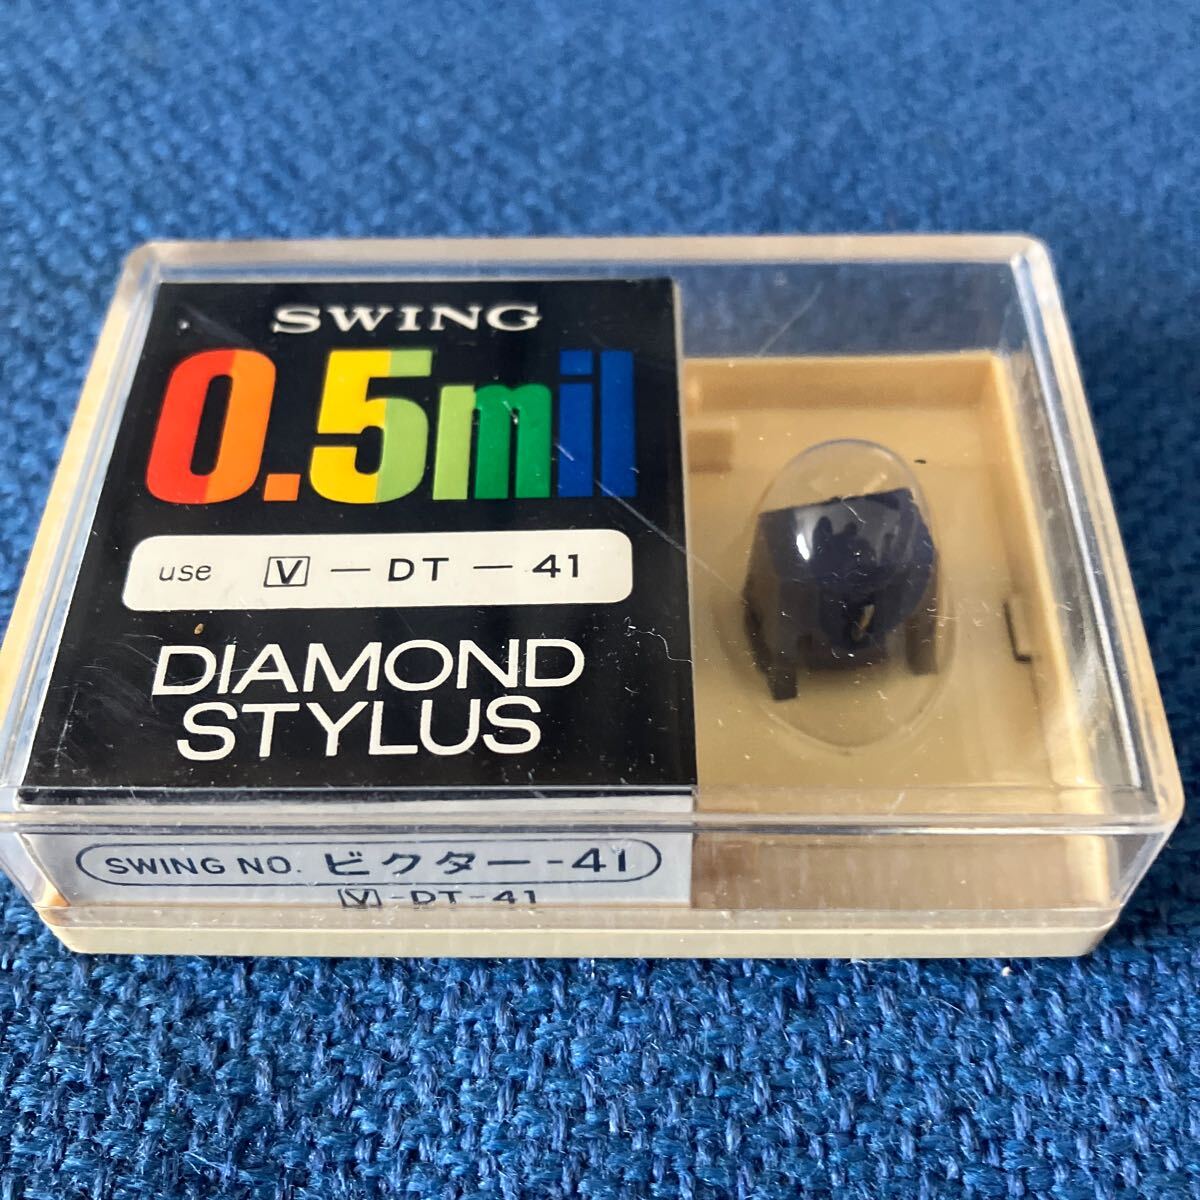 SWING
0.5mil
use V — DT — 41
DIAMOND
STYLUS
SWING NO. ビクター-41
V-DT-41